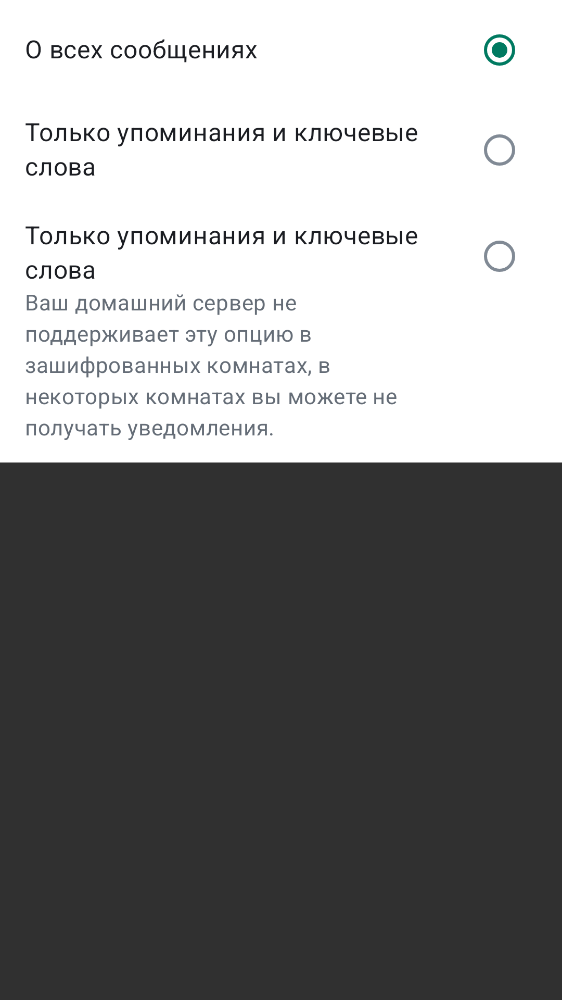 О всех сообщениях
Только упоминания и ключевые
слова
Только упоминания и ключевые
слова
Ваш домашний сервер не
поддерживает эту опцию в
зашифрованных комнатах, в
некоторых комнатах вы можете не
получать уведомления.